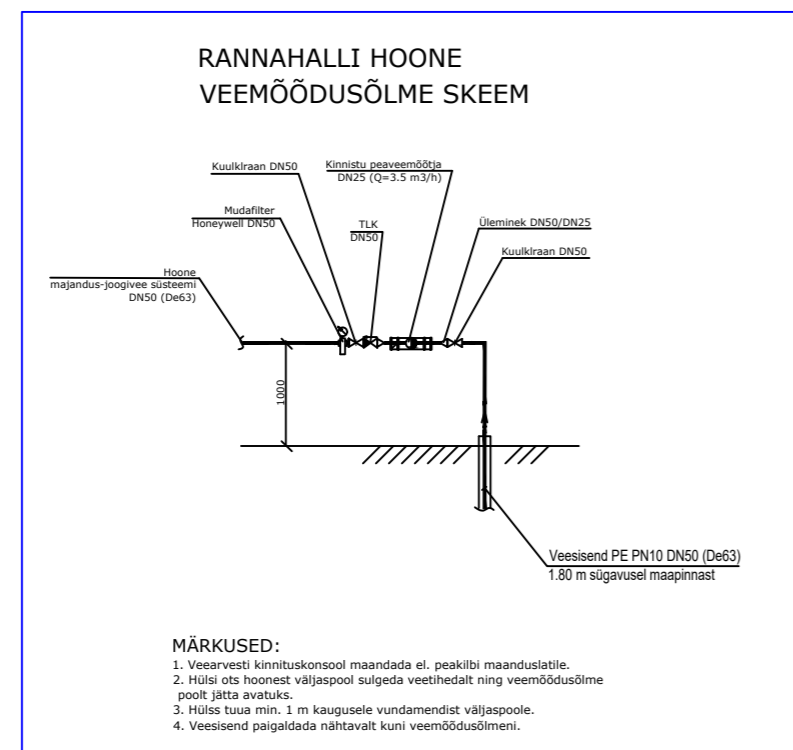 RANNAHALLI HOONE
VEEMÕÕDUSÕLME SKEEM
Kuulklraan DN50
Kinnistu peaveemõõtja
DN25 (Q=3.5 m3/h)
Mudafilter
Honeywell DN50
TLK
DN50
Üleminek DN50/DN25
Kuulklraan DN50
Hoone
majandus-joogivee süsteemi
DN50 (De63)
1000
Veesisend PE PN10 DN50 (De63)
1.80 m sügavusel maapinnast
MÄRKUSED:
1. Veearvesti kinnituskonsool maandada el. peakilbi maanduslatile.
2. Hülsi ots hoonest väljaspool sulgeda veetihedalt ning veemõõdusõlme
poolt jätta avatuks.
3. Hülss tuua min. 1 m kaugusele vundamendist väljaspoole.
4. Veesisend paigaldada nähtavalt kuni veemõõdusõlmeni.